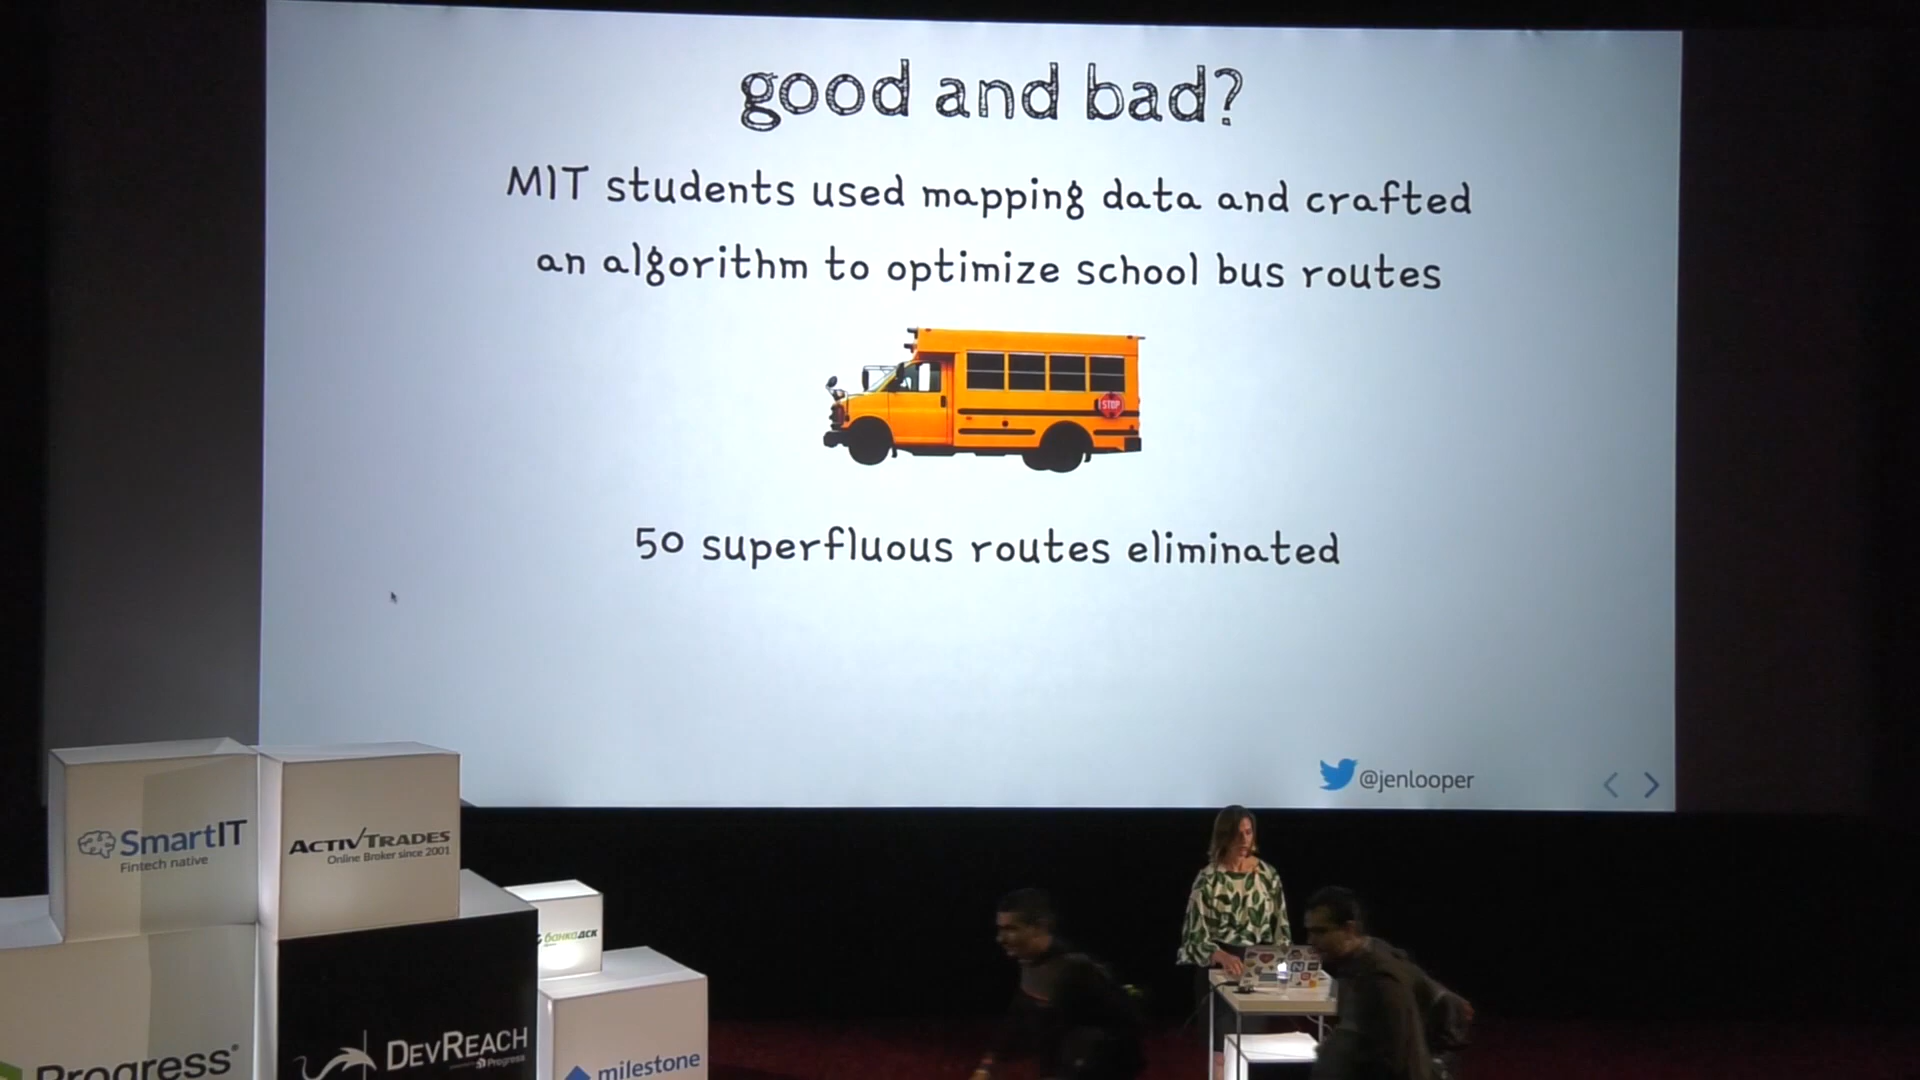 good and bad?
MIT students used mapping data and crafted
an algorithm to optimize school bus routes
STOP
50 superfluous routes eliminated
@jenlooper
SmartIT
Fintech native
ACTIVTRADES
Online Broker since 2001
банкаДСК
Progress
DEVREACH
Progress
milestone